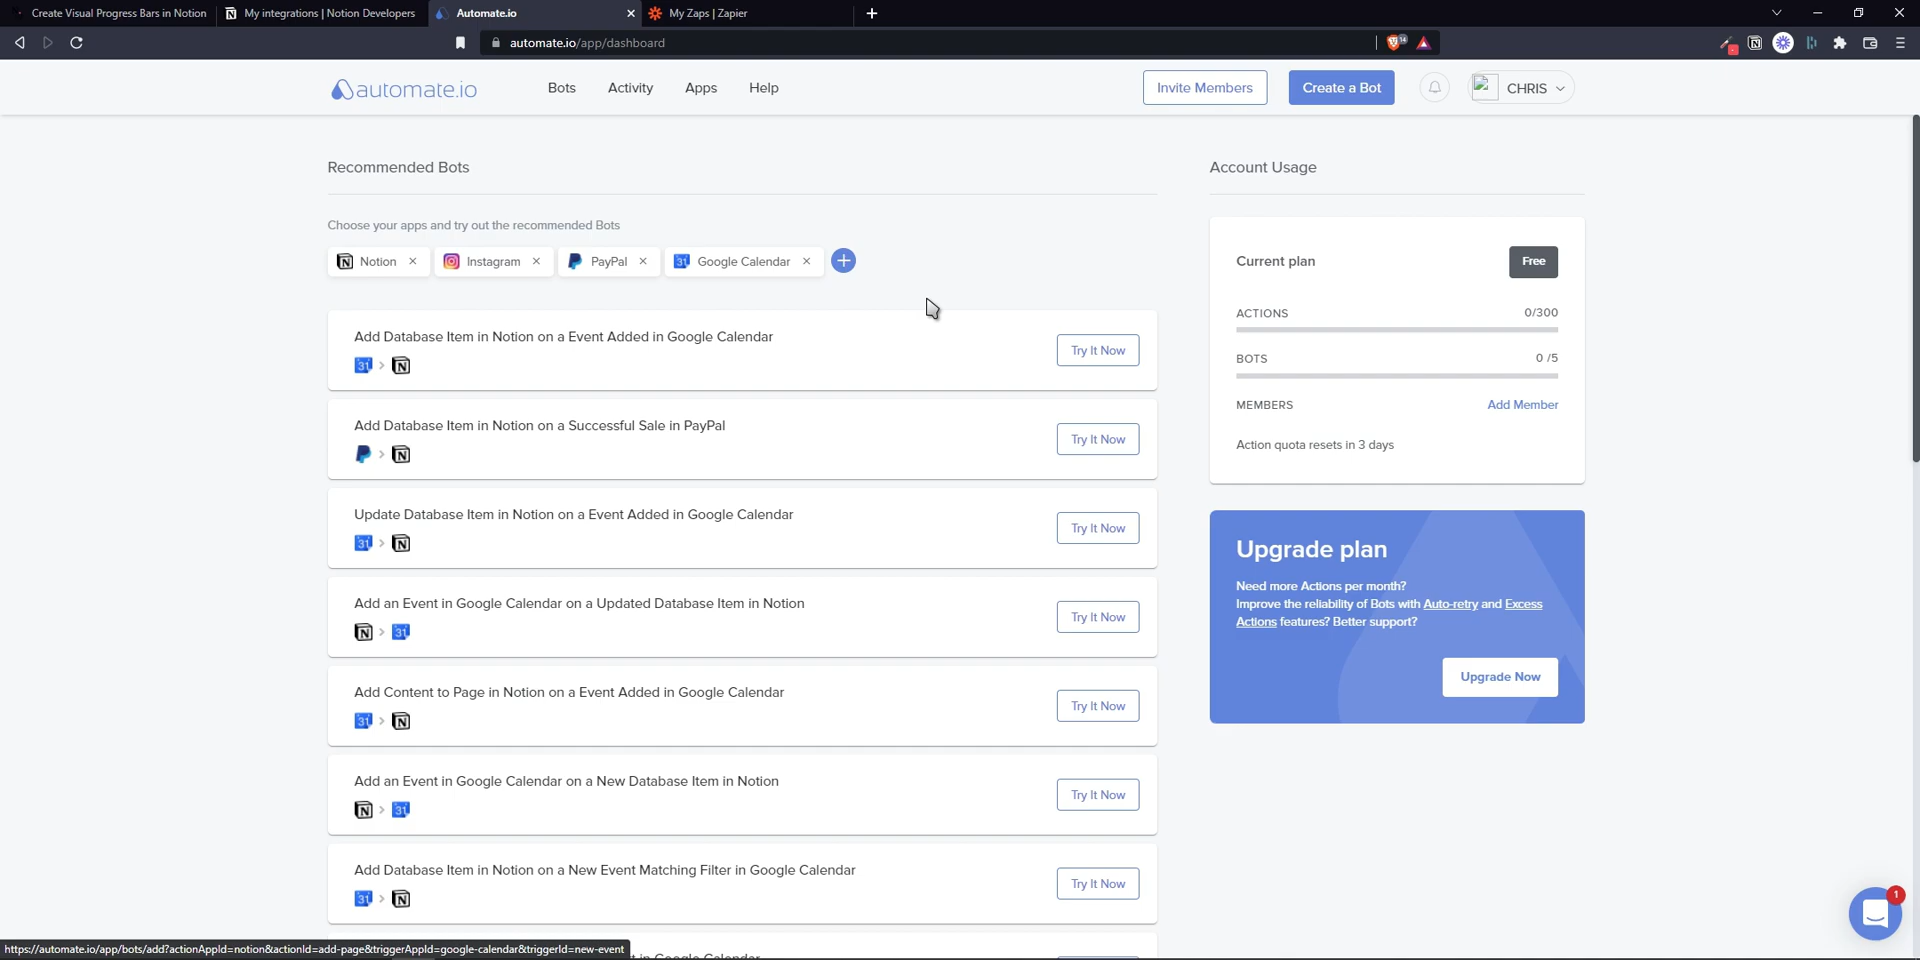 Create Visual Progress Bars in Notion
My integrations | Notion Developers
Automate.io
My Zaps | Zapier
automate.io/app/dashboard
14
automate.io
Bots
Activity
Apps
Help
Invite Members
Create a Bot
CHRIS
Recommended Bots
Account Usage
Choose your apps and try out the recommended Bots
Notion
Instagram
PayPal
31 Google Calendar
Add Database Item in Notion on a Event Added in Google Calendar
31
Try It Now
Add Database Item in Notion on a Successful Sale in PayPal
Try It Now
Update Database Item in Notion on a Event Added in Google Calendar
31
Try It Now
Add an Event in Google Calendar on a Updated Database Item in Notion
31
Try It Now
Add Content to Page in Notion on a Event Added in Google Calendar
31
Try It Now
Add an Event in Google Calendar on a New Database Item in Notion
31
Try It Now
Add Database Item in Notion on a New Event Matching Filter in Google Calendar
31
Try It Now
Current plan
Free
ACTIONS 0/300
BOTS 0 /5
MEMBERS Add Member
Action quota resets in 3 days
Upgrade plan
Need more Actions per month?
Improve the reliability of Bots with Auto-retry and Excess
Actions features? Better support?
Upgrade Now
1
https://automate.io/app/bots/add?actionAppId=notion&actionId=add-page&triggerAppId=google-calendar&triggerId=new-event